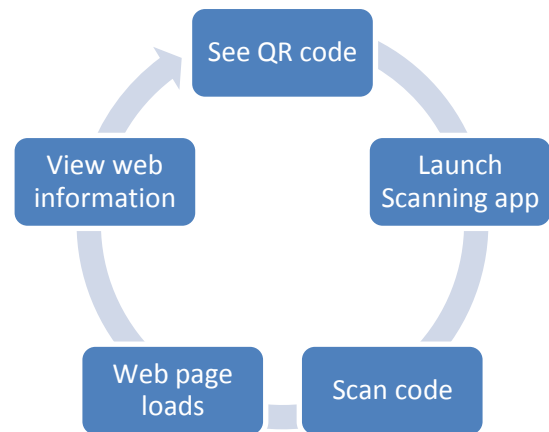 See QR code
Launch
Scanning app
Scan code
Web page
loads
View web
information